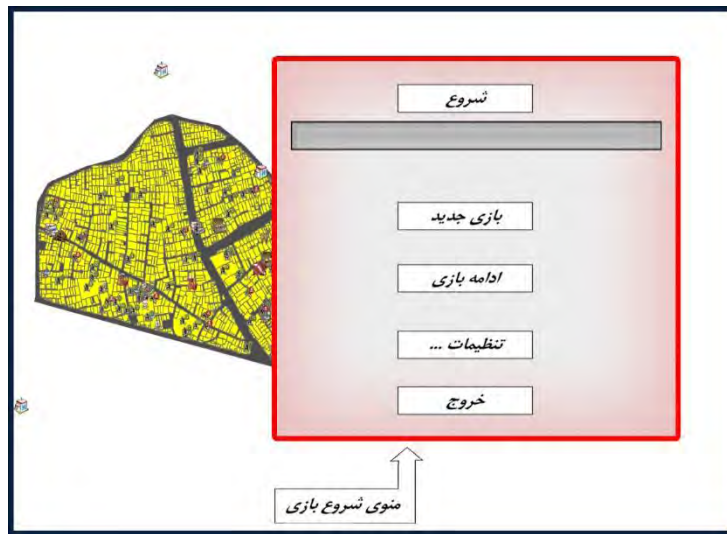 شروع
بازی جدید
ادامه بازی
تنظیمات ...
خروج
منوی شروع بازی